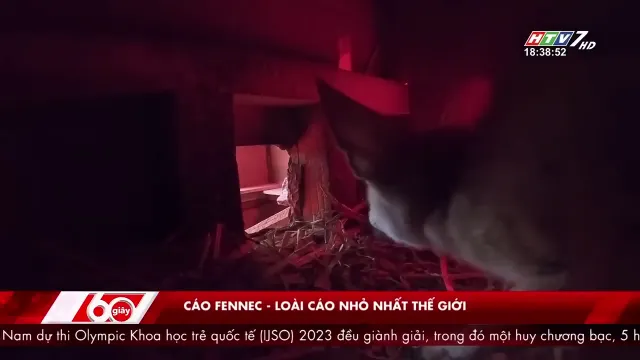 HTV7 HD
18:38:52
CÁO FENNEC - LOÀI CÁO NHỎ NHẤT THẾ GIỚI
60 giây
Nam dự thi Olympic Khoa học trẻ quốc tế (IJSO) 2023 đều giành giải, trong đó một huy chương bạc, 5 h